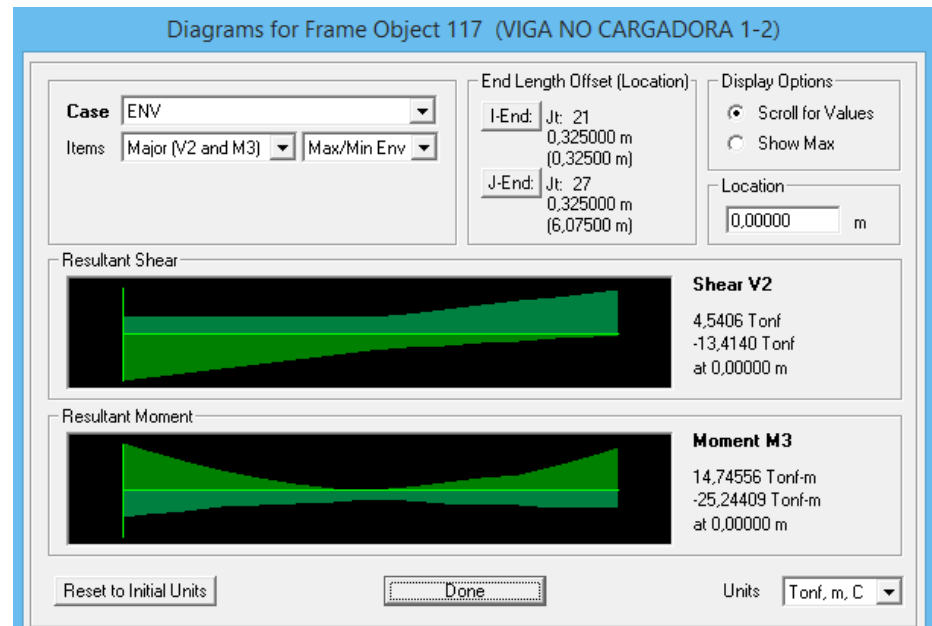 Diagrams for Frame Object 117 (VIGA NO CARGADORA 1-2)
Case ENV
Items Major (V2 and M3) Max/Min Env
End Length Offset (Location)
I-End: Jt: 21
0,325000 m
(0,32500 m)
J-End: Jt: 27
0,325000 m
(6,07500 m)
Display Options
Scroll for Values
Show Max
Location
0,00000 m
Resultant Shear
Shear V2
4,5406 Tonf
-13,4140 Tonf
at 0,00000 m
Resultant Moment
Moment M3
14,74556 Tonf-m
-25,24409 Tonf-m
at 0,00000 m
Reset to Initial Units Done Units Tonf, m, C